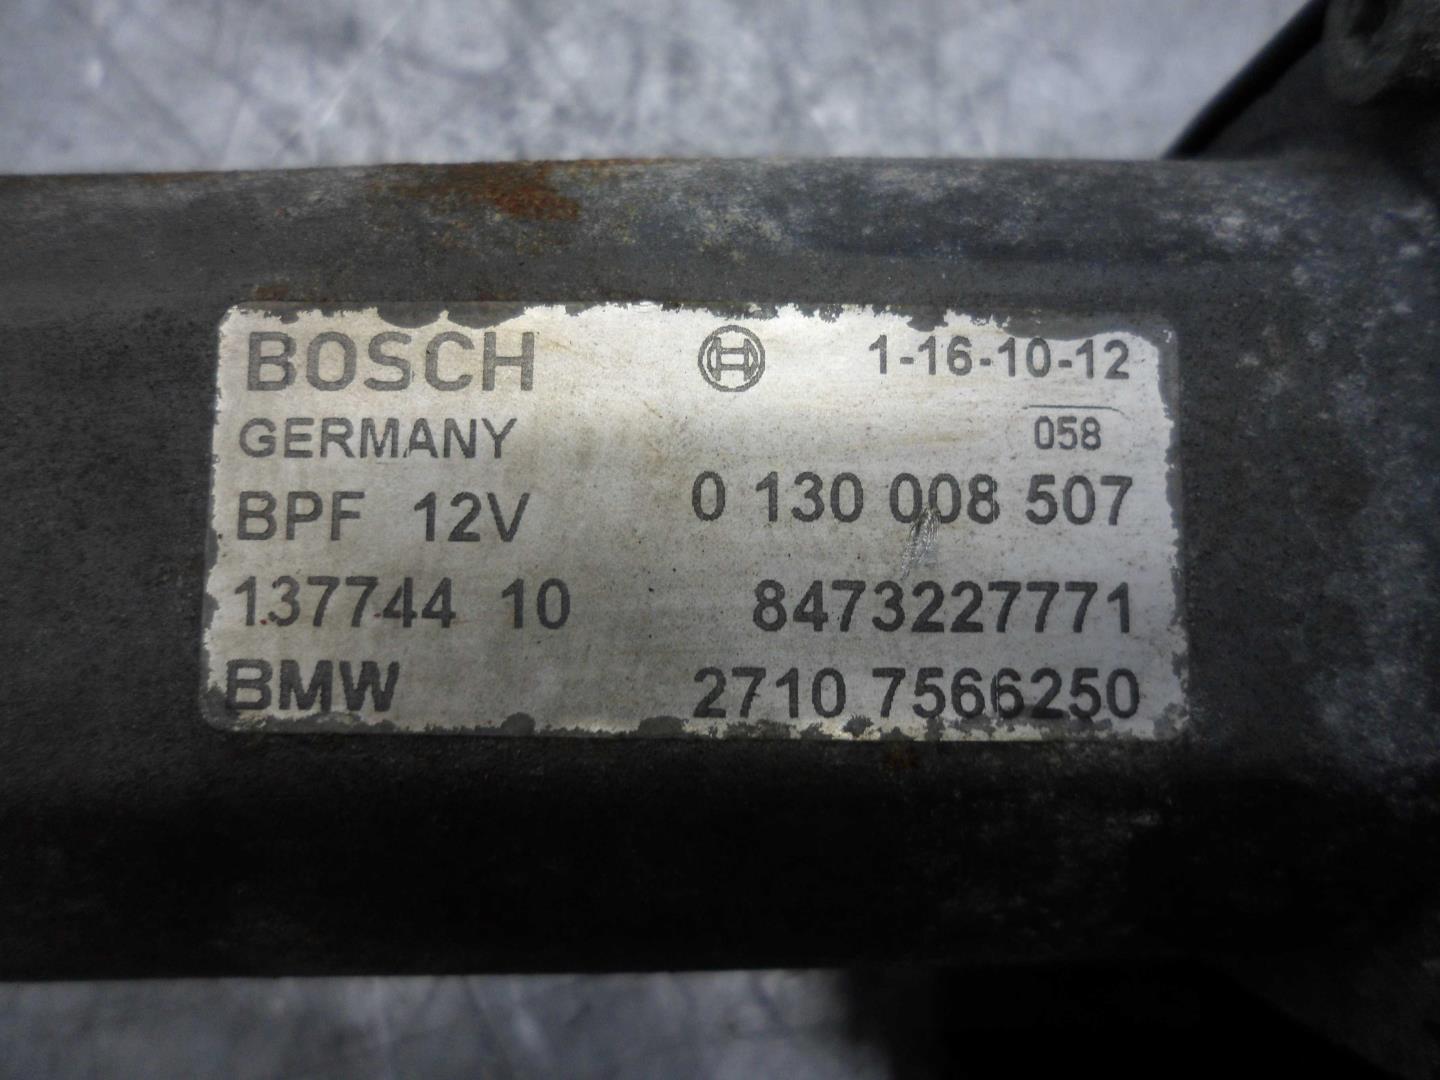 BOSCH 1-16-10-12
GERMANY 058
BPF 12V 0 130 008 507
137744 10 8473227771
BMW 2710 7566250